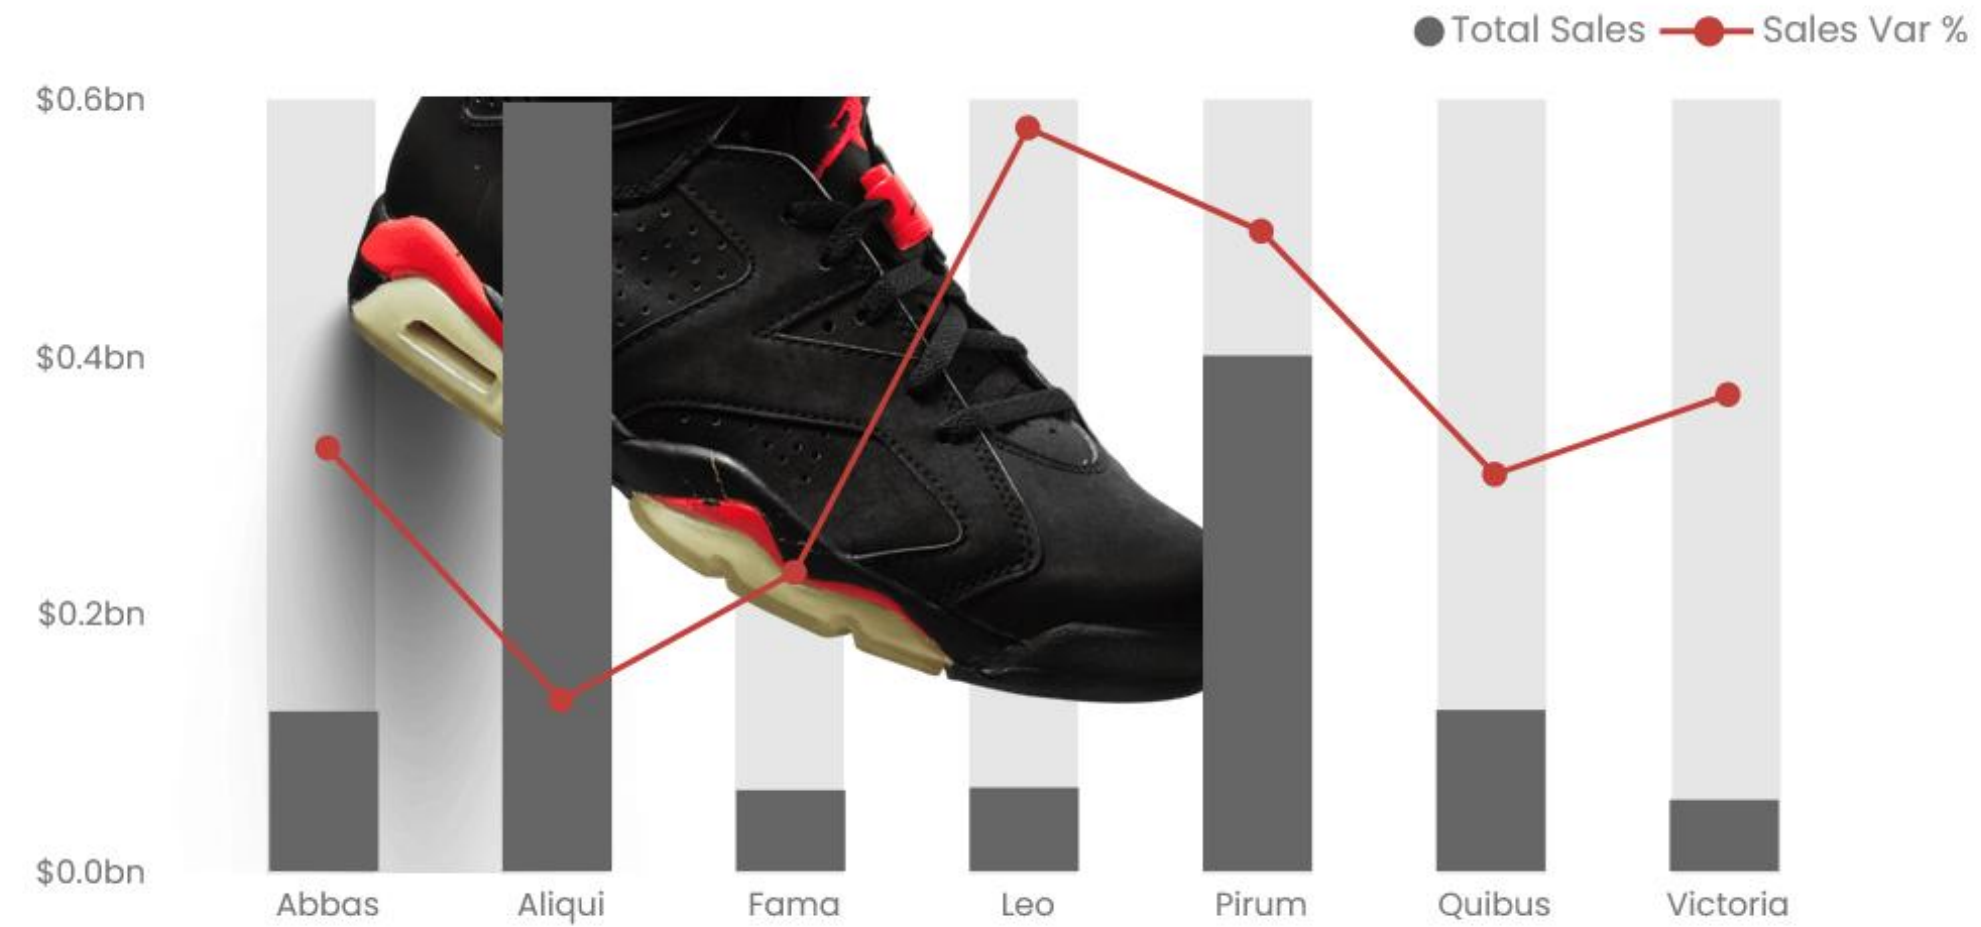 Total Sales Sales Var %
$0.6bn
$0.4bn
$0.2bn
$0.0bn
Abbas Aliqui Fama Leo Pirum Quibus Victoria